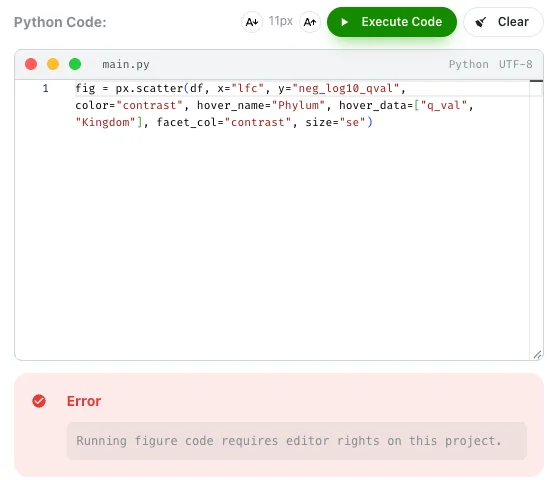 Python Code:
A↓ 11px A↑ Execute Code Clear
main.py Python UTF-8
1 fig = px.scatter(df, x="lfc", y="neg_log10_qval",
color="contrast", hover_name="Phylum", hover_data=["q_val",
"Kingdom"], facet_col="contrast", size="se")
Error
Running figure code requires editor rights on this project.